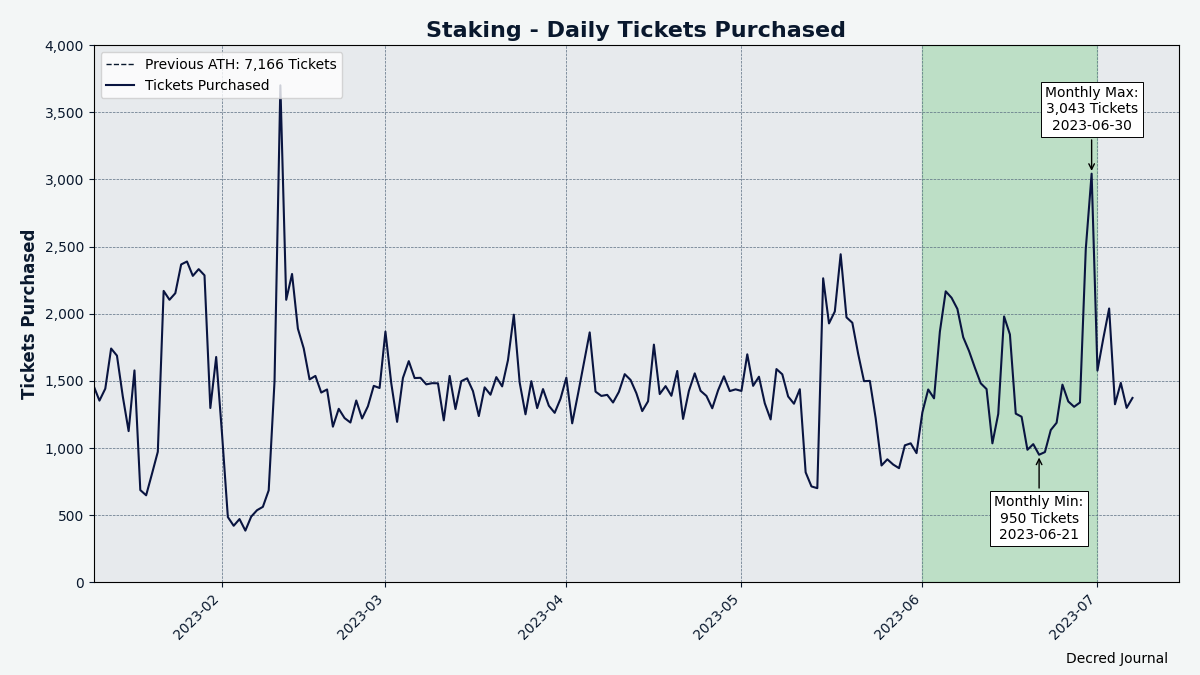 Staking - Daily Tickets Purchased
Previous ATH: 7,166 Tickets
Tickets Purchased
Monthly Max:
3,043 Tickets
2023-06-30
Monthly Min:
950 Tickets
2023-06-21
Tickets Purchased
4,000
3,500
3,000
2,500
2,000
1,500
1,000
500
0
2023-02
2023-03
2023-04
2023-05
2023-06
2023-07
Decred Journal